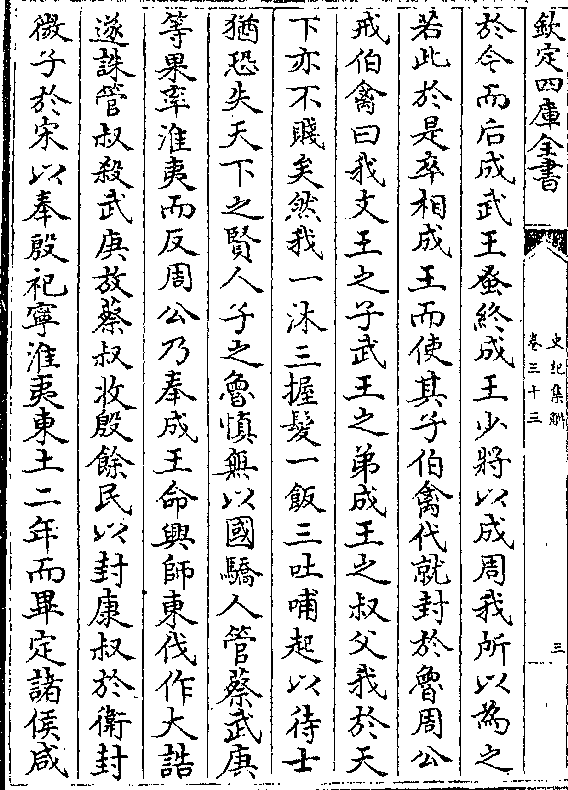 欽定四庫全書
史記集解
卷三十三
三
於今而后成武王蚤終成王少將以成周我所以為之
若此於是卒相成王而使其子伯禽代就封於魯周公
戒伯禽曰我文王之子武王之弟成王之叔父我於天
下亦不賤矣然我一沐三握髮一飯三吐哺起以待士
猶恐失天下之賢人子之魯慎無以國驕人管蔡武庚
等果率淮夷而反周公乃奉成王命興師東伐作大誥
遂誅管叔殺武庚放蔡叔收殷餘民以封康叔於衛封
微子於宋以奉殷祀寧淮夷東土二年而畢定諸侯咸